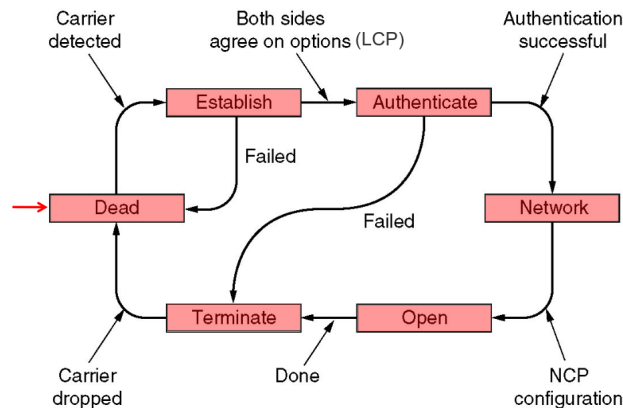 Carrier
detected
Both sides
agree on options (LCP)
Authentication
successful
Establish
Authenticate
Failed
Dead
Network
Failed
Terminate
Open
Carrier
dropped
Done
NCP
configuration